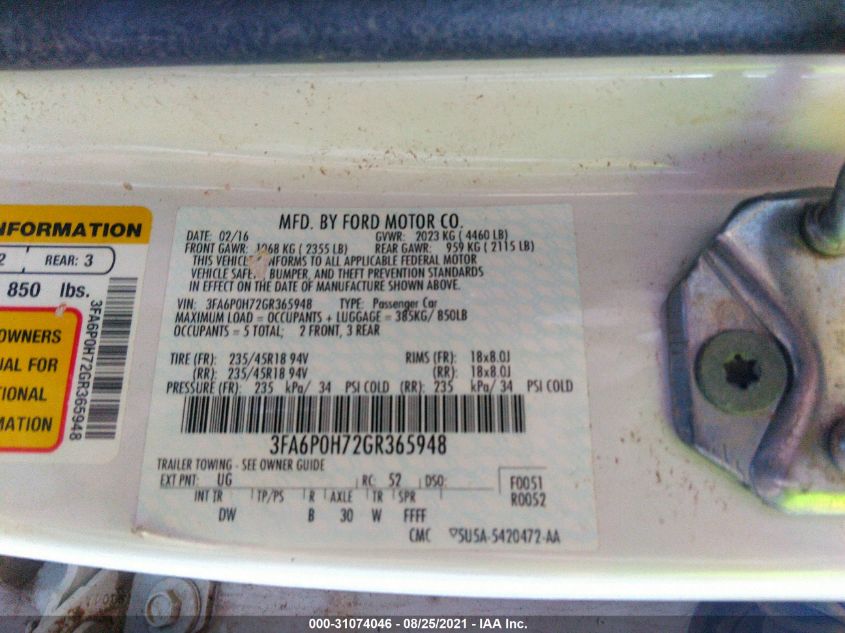 INFORMATION
2 REAR: 3
850 lbs.
OWNERS
UAL FOR
TIONAL
MATION
3FA6P0H72GR365948
MFD. BY FORD MOTOR CO.
DATE: 02/16 GVWR: 2023 KG ( 4460 LB)
FRONT GAWR: 1068 KG ( 2355 LB) REAR GAWR: 959 KG ( 2115 LB)
THIS VEHICLE CONFORMS TO ALL APPLICABLE FEDERAL MOTOR
VEHICLE SAFETY, BUMPER, AND THEFT PREVENTION STANDARDS
IN EFFECT ON THE DATE OF MANUFACTURE SHOWN ABOVE.
VIN: 3FA6P0H72GR365948 TYPE: Passenger Car
MAXIMUM LOAD = OCCUPANTS + LUGGAGE = 385KG/ 850LB
OCCUPANTS = 5 TOTAL; 2 FRONT, 3 REAR
TIRE (FR): 235/45R18 94V RIMS (FR): 18x8.0J
(RR): 235/45R18 94V (RR): 18x8.0J
PRESSURE (FR): 235 kPa/ 34 PSI COLD (RR): 235 kPa/ 34 PSI COLD
3FA6P0H72GR365948
TRAILER TOWING - SEE OWNER GUIDE
EXT PNT: UG RC: 52 DSO: F0051
INT TR TP/PS R AXLE TR SPR R0052
DW B 30 W FFFF
CMC 5U5A-5420472-AA
000-31074046 - 08/25/2021 - IAA Inc.